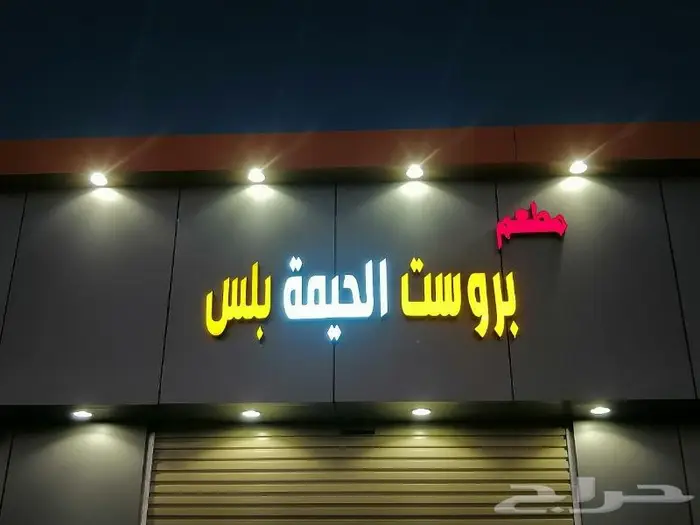 مطعم
بروست الحيمة بلس
حراج